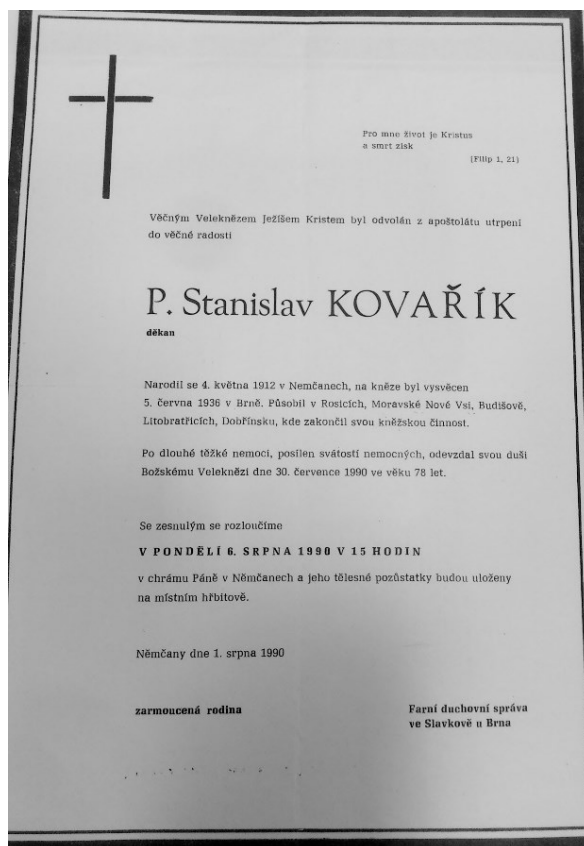 Pro mne život je Kristus
a smrt zisk
(Filip 1, 21)
Věčným Veleknězem Ježíšem Kristem byl odvolán z apoštolátu utrpení
do věčné radosti
P. Stanislav KOVAŘÍK
děkan
Narodil se 4. května 1912 v Nemčanech, na kněze byl vysvěcen
5. června 1936 v Brně. Působil v Rosicích, Moravské Nové Vsi, Budišově,
Litobratřicích, Dobřínsku, kde zakončil svou kněžskou činnost.
Po dlouhé těžké nemoci, posilen svátostí nemocných, odevzdal svou duši
Božskému Veleknězi dne 30. července 1990 ve věku 78 let.
Se zesnulým se rozloučíme
V PONDĚLÍ 6. SRPNA 1990 V 15 HODIN
v chrámu Páně v Němčanech a jeho tělesné pozůstatky budou uloženy
na místním hřbitově.
Němčany dne 1. srpna 1990
zarmoucená rodina
Farní duchovní správa
ve Slavkově u Brna